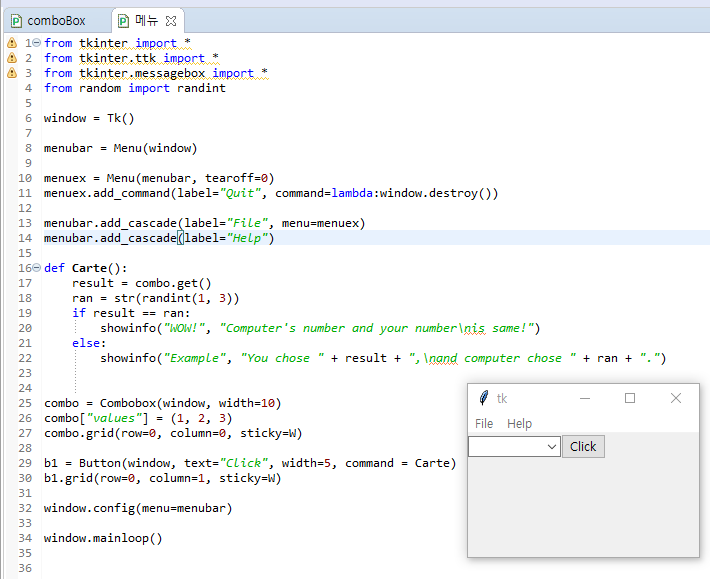 comboBox
메뉴
1 from tkinter import *
2 from tkinter.ttk import *
3 from tkinter.messagebox import *
4 from random import randint
5
6 window = Tk()
7
8 menubar = Menu(window)
9
10 menuex = Menu(menubar, tearoff=0)
11 menuex.add_command(label="Quit", command=lambda:window.destroy())
12
13 menubar.add_cascade(label="File", menu=menuex)
14 menubar.add_cascade(label="Help")
15
16 def Carte():
17     result = combo.get()
18     ran = str(randint(1, 3))
19     if result == ran:
20         showinfo("WOW!", "Computer's number and your number\nis same!")
21     else:
22         showinfo("Example", "You chose " + result + ",\nand computer chose " + ran + ".")
23
24
25 combo = Combobox(window, width=10)
26 combo["values"] = (1, 2, 3)
27 combo.grid(row=0, column=0, sticky=W)
28
29 b1 = Button(window, text="Click", width=5, command = Carte)
30 b1.grid(row=0, column=1, sticky=W)
31
32 window.config(menu=menubar)
33
34 window.mainloop()
35
36
tk
File Help
Click